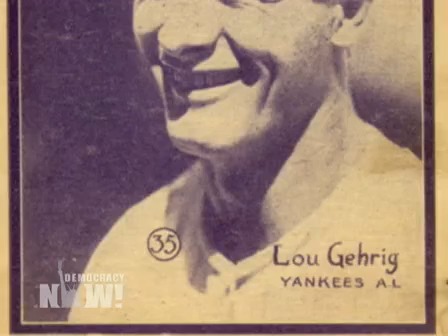 35
Lou Gehrig
YANKEES A.L.
DEMOCRACY
NOW!